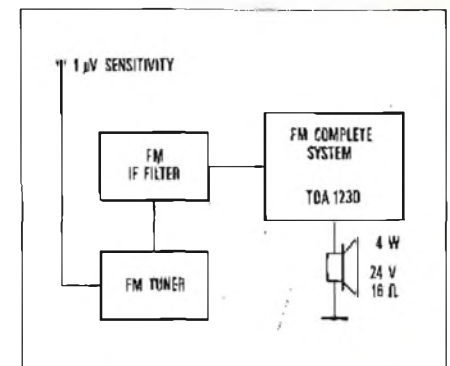 1 µV SENSITIVITY
FM
IF FILTER
FM COMPLETE
SYSTEM
TDA 1230
FM TUNER
4 W
24 V
16 Ω